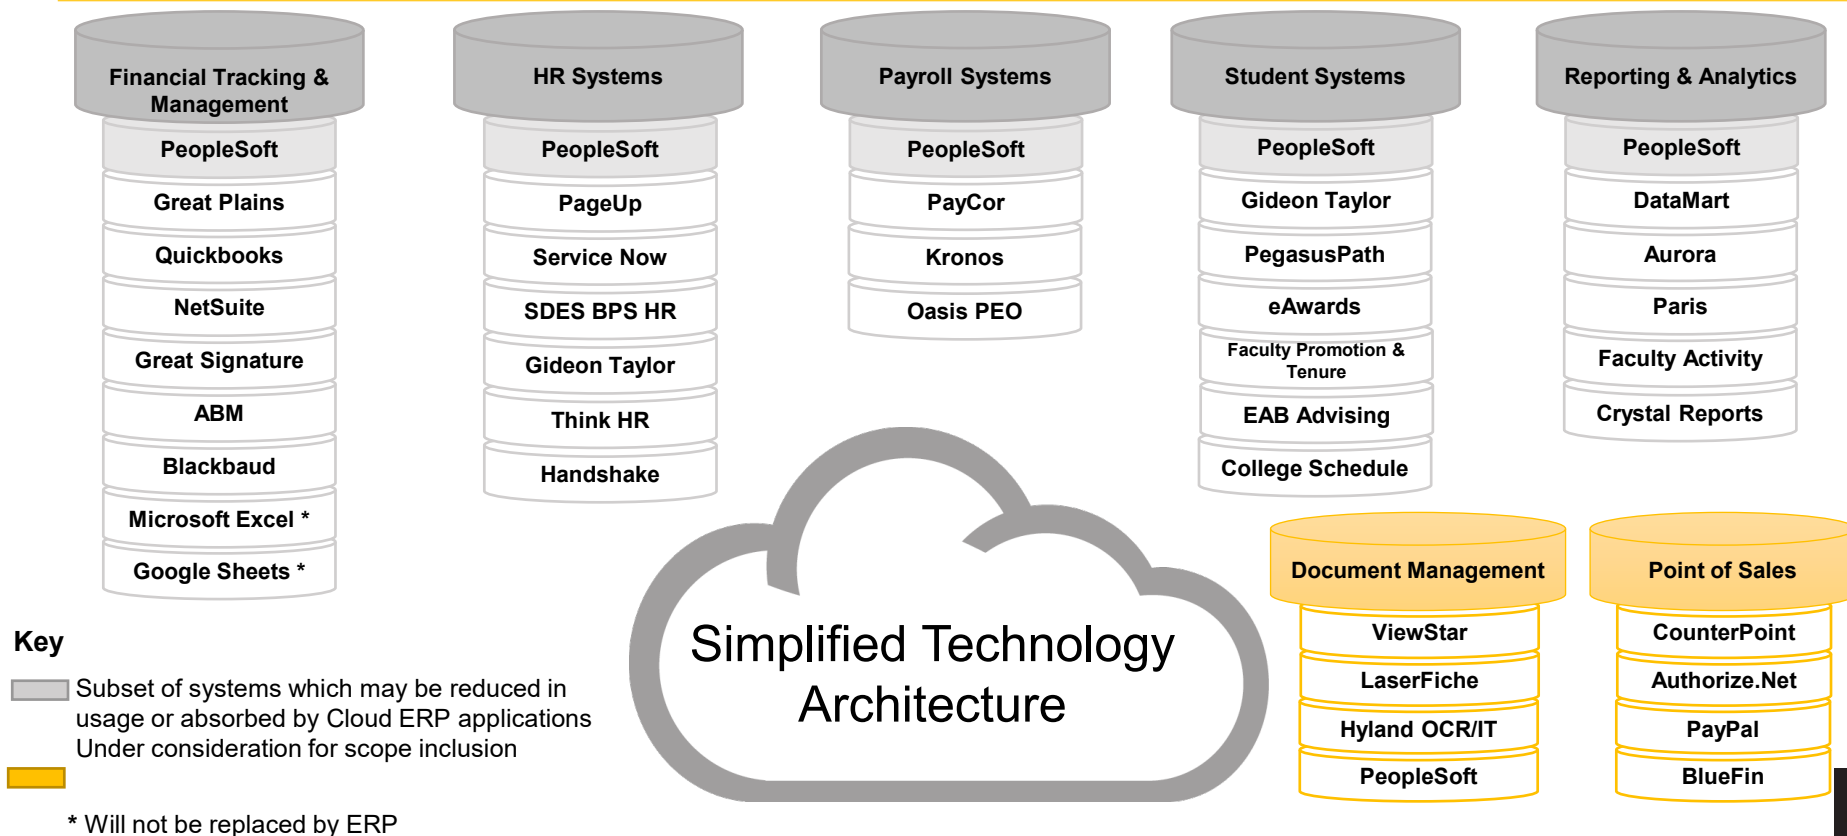 Financial Tracking &
Management
PeopleSoft
Great Plains
Quickbooks
NetSuite
Great Signature
ABM
Blackbaud
Microsoft Excel *
Google Sheets *
HR Systems
PeopleSoft
PageUp
Service Now
SDES BPS HR
Gideon Taylor
Think HR
Handshake
Payroll Systems
PeopleSoft
PayCor
Kronos
Oasis PEO
Student Systems
PeopleSoft
Gideon Taylor
PegasusPath
eAwards
Faculty Promotion &
Tenure
EAB Advising
College Schedule
Reporting & Analytics
PeopleSoft
DataMart
Aurora
Paris
Faculty Activity
Crystal Reports
Simplified Technology
Architecture
Document Management
ViewStar
LaserFiche
Hyland OCR/IT
PeopleSoft
Point of Sales
CounterPoint
Authorize.Net
PayPal
BlueFin
Key
Subset of systems which may be reduced in
usage or absorbed by Cloud ERP applications
Under consideration for scope inclusion
* Will not be replaced by ERP